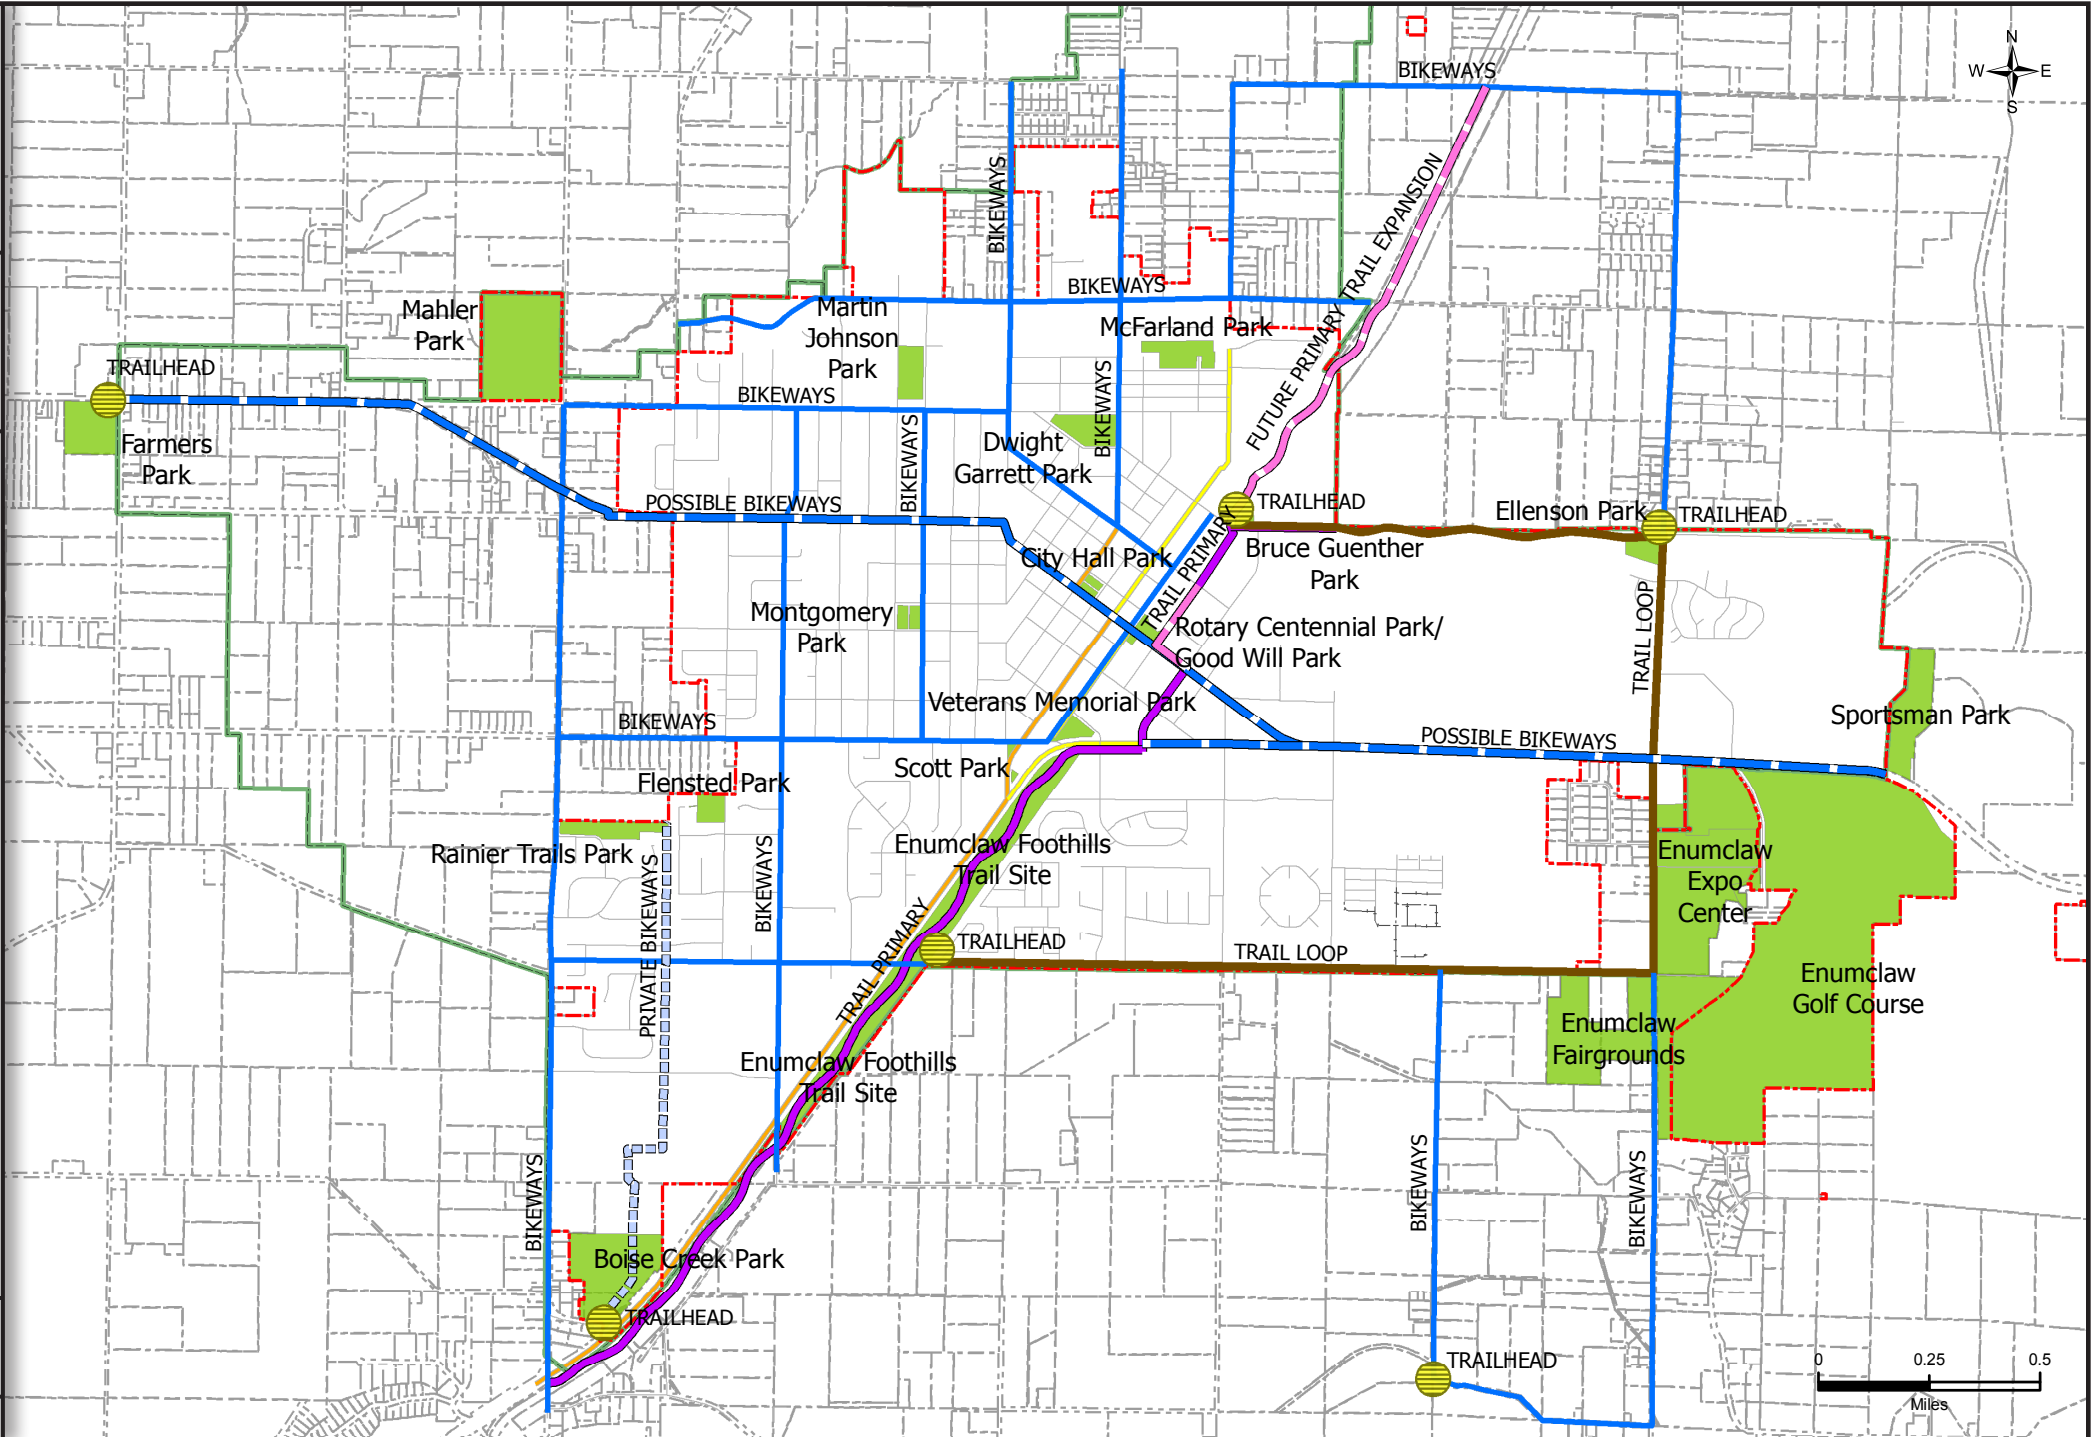 N
W E
S
BIKEWAYS
BIKEWAYS
FUTURE PRIMARY TRAIL EXPANSION
BIKEWAYS
Mahler
Park
Martin
Johnson
Park
McFarland Park
TRAILHEAD
BIKEWAYS
BIKEWAYS
BIKEWAYS
Farmers
Park
Dwight
Garrett Park
POSSIBLE BIKEWAYS
TRAILHEAD
Ellenson Park
TRAILHEAD
City Hall Park
TRAIL PRIMARY
Bruce Guenther
Park
Montgomery
Park
Rotary Centennial Park/
Good Will Park
TRAIL LOOP
Veterans Memorial Park
BIKEWAYS
Sportsman Park
POSSIBLE BIKEWAYS
Scott Park
Flensted Park
Rainier Trails Park
Enumclaw Foothills
Trail Site
Enumclaw
Expo
Center
PRIVATE BIKEWAYS
BIKEWAYS
TRAIL PRIMARY
TRAILHEAD
TRAIL LOOP
Enumclaw
Golf Course
Enumclaw
Fairgrounds
Enumclaw Foothills
Trail Site
BIKEWAYS
BIKEWAYS
BIKEWAYS
Boise Creek Park
TRAILHEAD
TRAILHEAD
0 0.25 0.5
Miles